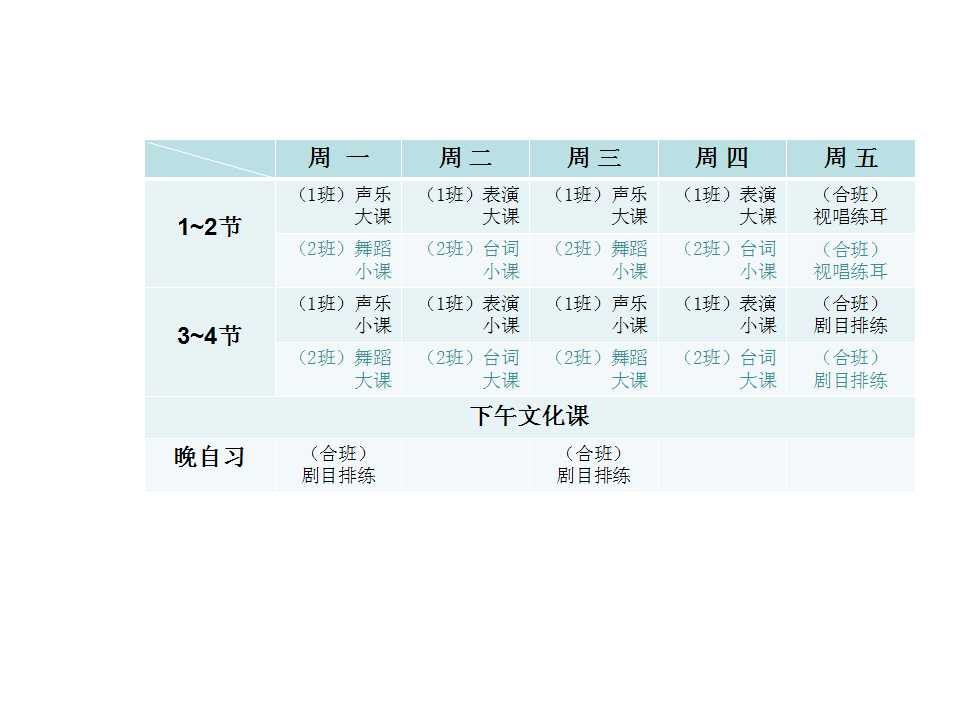 周 一 周 二 周 三 周 四 周 五
1~2节
（1班）声乐 （1班）表演 （1班）声乐 （1班）表演 （合班）
大课 大课 大课 大课 视唱练耳
（2班）舞蹈 （2班）台词 （2班）舞蹈 （2班）台词 （合班）
小课 小课 小课 小课 视唱练耳
3~4节
（1班）声乐 （1班）表演 （1班）声乐 （1班）表演 （合班）
小课 小课 小课 小课 剧目排练
（2班）舞蹈 （2班）台词 （2班）舞蹈 （2班）台词 （合班）
大课 大课 大课 大课 剧目排练
下午文化课
晚自习
（合班） （合班）
剧目排练 剧目排练